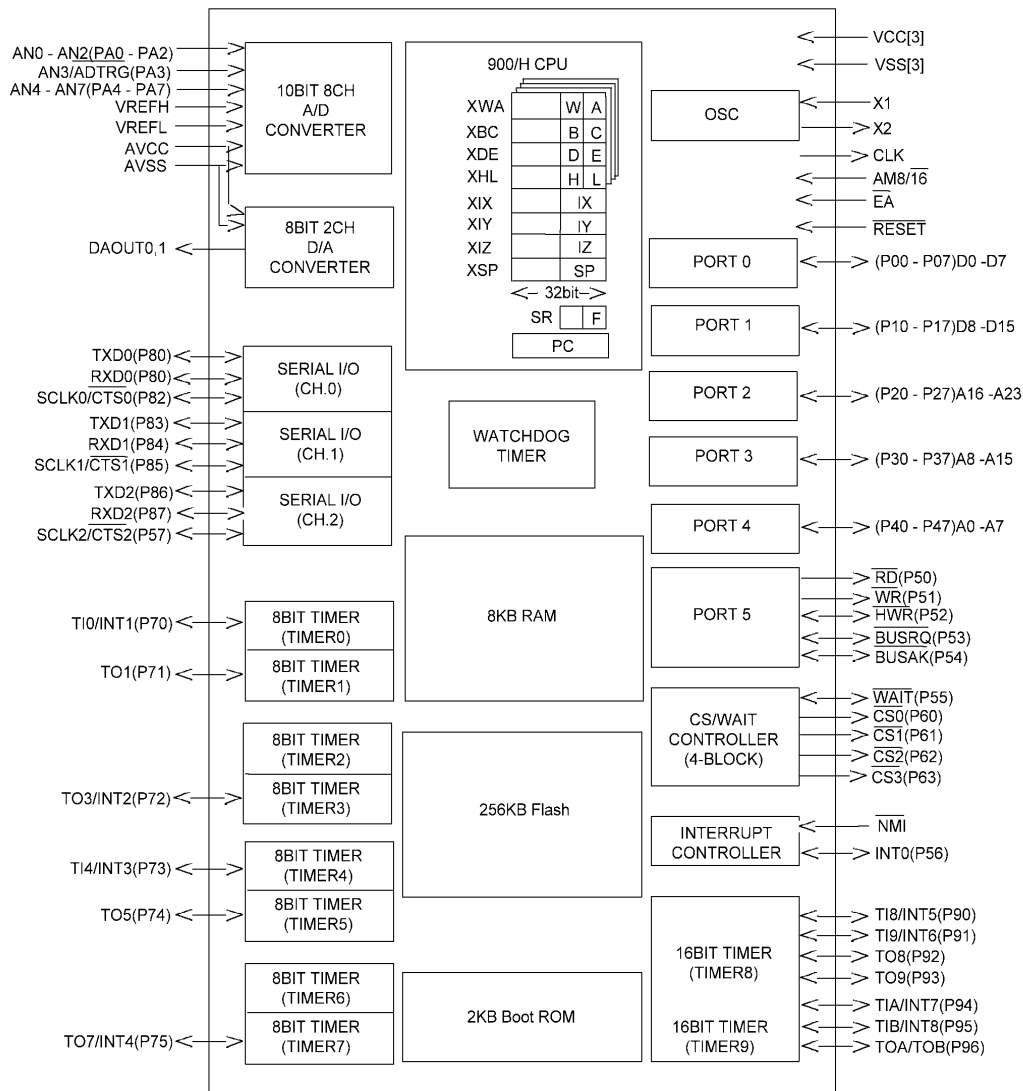 AN0 - AN2(PA0 - PA2)
AN3/ADTRG(PA3)
AN4 - AN7(PA4 - PA7)
VREFH
VREFL
AVCC
AVSS
10BIT 8CH
A/D
CONVERTER
8BIT 2CH
D/A
CONVERTER
DAOUT0,1
TXD0(P80)
RXD0(P80)
SCLK0/CTS0(P82)
TXD1(P83)
RXD1(P84)
SCLK1/CTS1(P85)
TXD2(P86)
RXD2(P87)
SCLK2/CTS2(P57)
SERIAL I/O
(CH.0)
SERIAL I/O
(CH.1)
SERIAL I/O
(CH.2)
TI0/INT1(P70)
TO1(P71)
8BIT TIMER
(TIMER0)
8BIT TIMER
(TIMER1)
TO3/INT2(P72)
8BIT TIMER
(TIMER2)
8BIT TIMER
(TIMER3)
TI4/INT3(P73)
TO5(P74)
8BIT TIMER
(TIMER4)
8BIT TIMER
(TIMER5)
TO7/INT4(P75)
8BIT TIMER
(TIMER6)
8BIT TIMER
(TIMER7)
900/H CPU
XWA W A
XBC B C
XDE D E
XHL H L
XIX IX
XIY IY
XIZ IZ
XSP SP
32bit
SR F
PC
WATCHDOG
TIMER
8KB RAM
256KB Flash
2KB Boot ROM
OSC
PORT 0
PORT 1
PORT 2
PORT 3
PORT 4
PORT 5
CS/WAIT
CONTROLLER
(4-BLOCK)
INTERRUPT
CONTROLLER
16BIT TIMER
(TIMER8)
16BIT TIMER
(TIMER9)
VCC[3]
VSS[3]
X1
X2
CLK
AM8/16
EA
RESET
(P00 - P07)D0 -D7
(P10 - P17)D8 -D15
(P20 - P27)A16 -A23
(P30 - P37)A8 -A15
(P40 - P47)A0 -A7
RD(P50)
WR(P51)
HWR(P52)
BUSRQ(P53)
BUSAK(P54)
WAIT(P55)
CS0(P60)
CS1(P61)
CS2(P62)
CS3(P63)
NMI
INT0(P56)
TI8/INT5(P90)
TI9/INT6(P91)
TO8(P92)
TO9(P93)
TIA/INT7(P94)
TIB/INT8(P95)
TOA/TOB(P96)